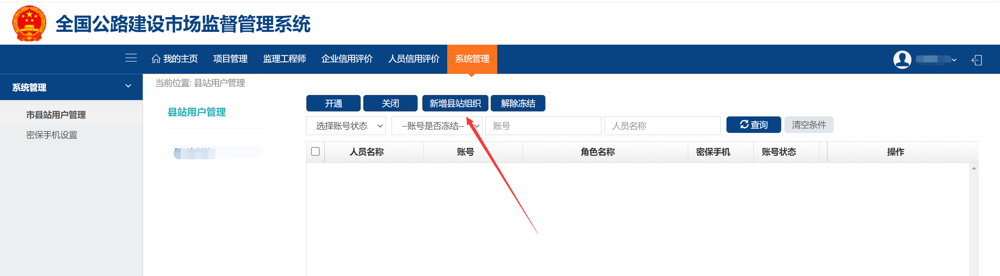 全国公路建设市场监督管理系统
我的主页 项目管理 监理工程师 企业信用评价 人员信用评价 系统管理
系统管理
市县站用户管理
密保手机设置
当前位置: 县站用户管理
县站用户管理
开通 关闭 新增县站组织 解除冻结
选择账号状态 --账号是否冻结-- 账号 人员名称 查询 清空条件
人员名称 账号 角色名称 密保手机 账号状态 操作